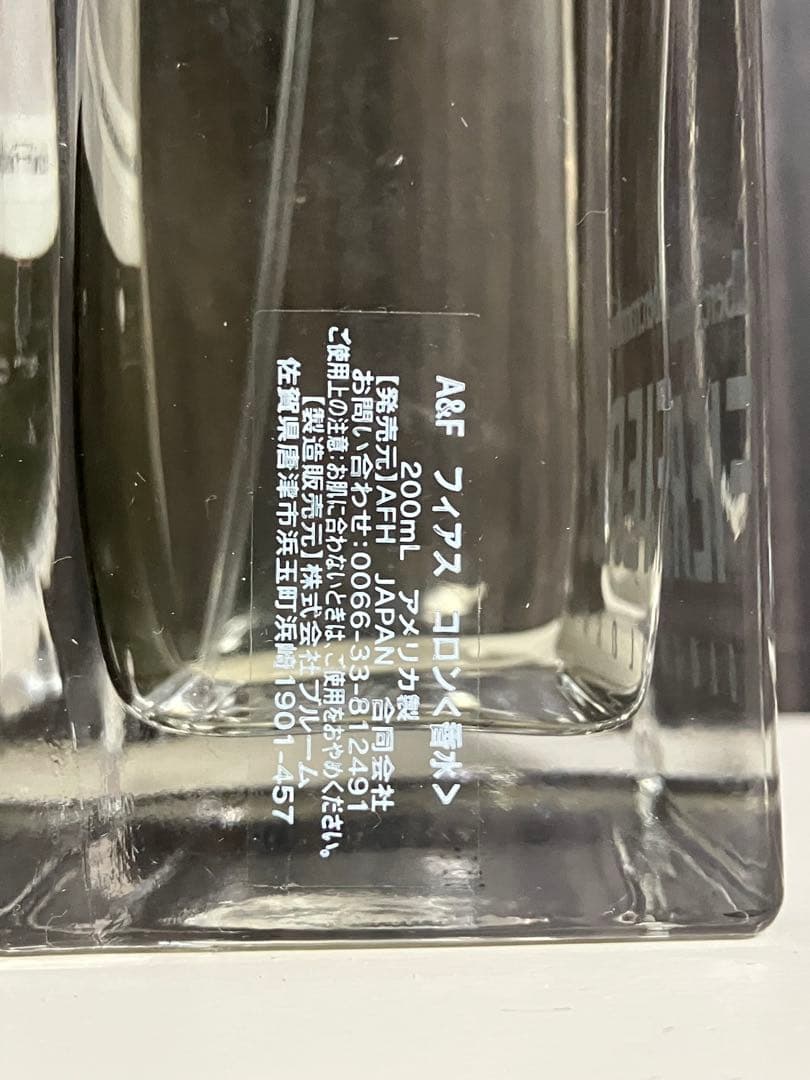 A&F フィアス コロン<香水>
200mL アメリカ製
【発売元】AFH JAPAN 合同会社
お問い合わせ:0066-33-812491
ご使用上の注意:お肌に合わないときは、ご使用をおやめください。
【製造販売元】株式会社ブルーム
佐賀県唐津市浜玉町浜崎1901-457
FIERCE